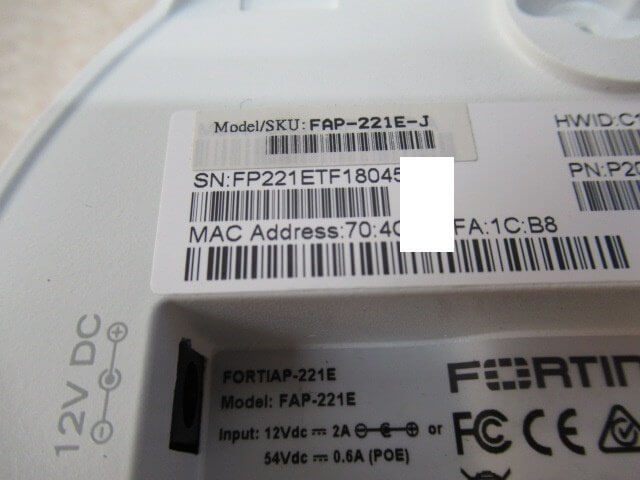 Model/SKU: FAP-221E-J
HWID:C1
SN:FP221ETF18045
PN:P20
MAC Address:70:4 FA:1C:B8
12V DC
FORTIAP-221E
Model: FAP-221E
Input: 12Vdc ⎓ 2A or
54Vdc ⎓ 0.6A (POE)
FORTIN
FC CE